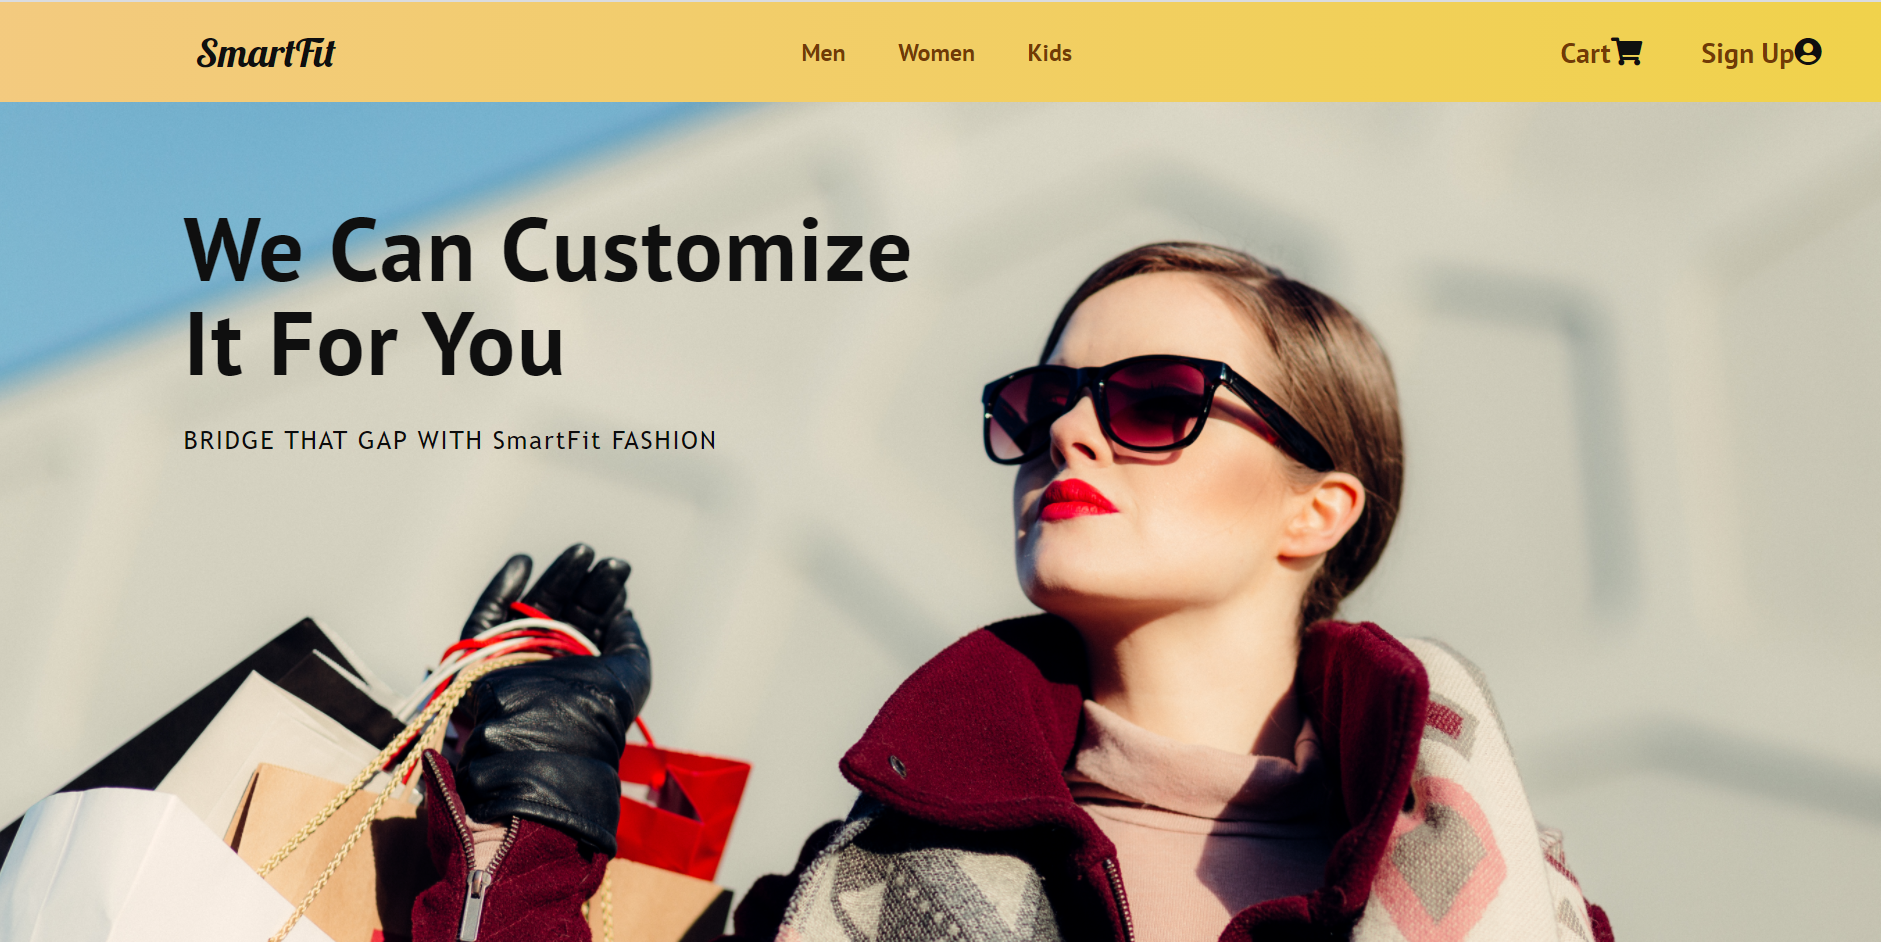 SmartFit
Men Women Kids
Cart Sign Up
We Can Customize
It For You
BRIDGE THAT GAP WITH SmartFit FASHION